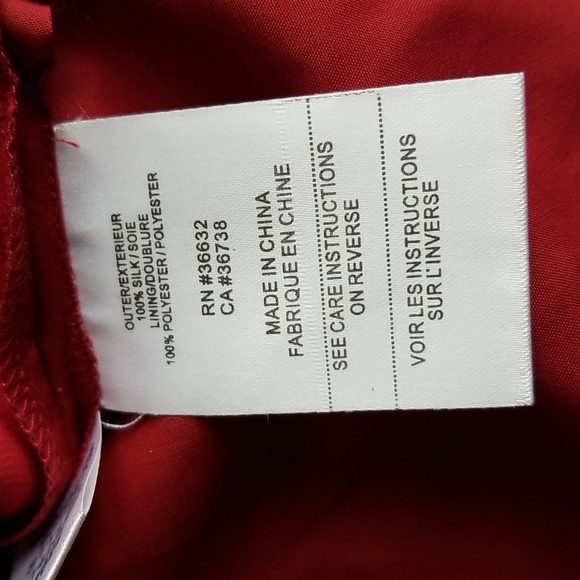 OUTER/EXTERIEUR
100% SILK/SOIE
LINING/DOUBLURE
100% POLYESTER/POLYESTER
RN #36632
CA #36738
MADE IN CHINA
FABRIQUE EN CHINE
SEE CARE INSTRUCTIONS
ON REVERSE
VOIR LES INSTRUCTIONS
SUR L'INVERSE